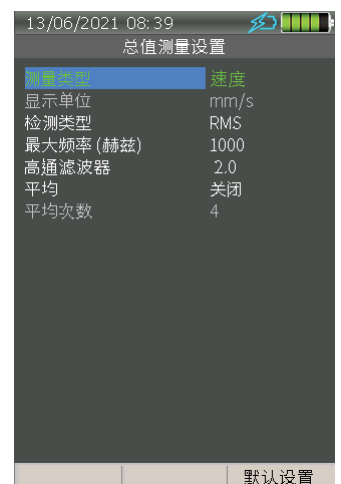 13/06/2021 08:39
总值测量设置
测量类型 速度
显示单位 mm/s
检测类型 RMS
最大频率(赫兹) 1000
高通滤波器 2.0
平均 关闭
平均次数 4
默认设置